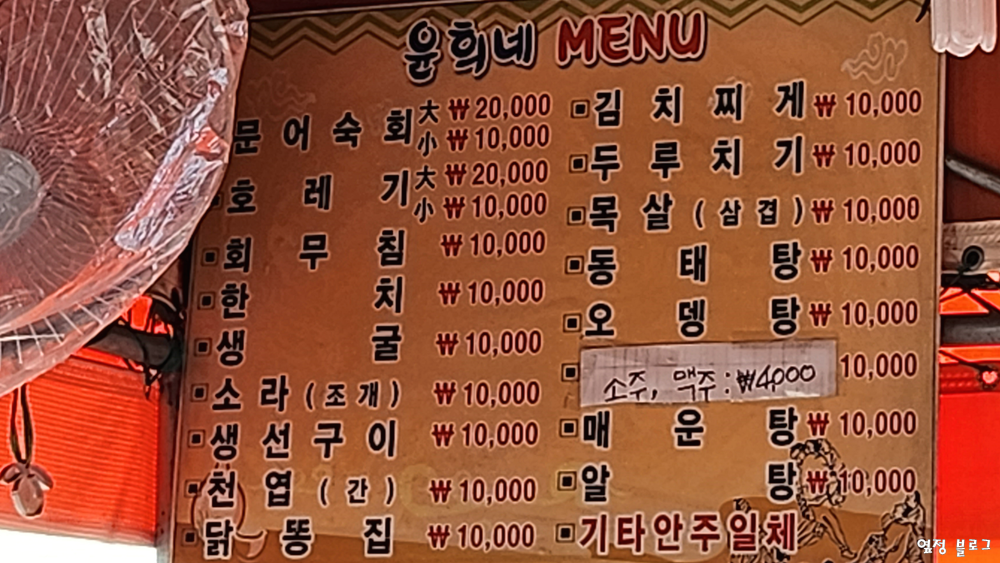 윤희네 MENU
문어숙회 大 ₩20,000
小 ₩10,000
호레기 大 ₩20,000
小 ₩10,000
회무침 ₩10,000
한치 ₩10,000
생굴 ₩10,000
소라(조개) ₩10,000
생선구이 ₩10,000
천엽(간) ₩10,000
닭똥집 ₩10,000
김치찌게 ₩10,000
두루치기 ₩10,000
목살(삼겹) ₩10,000
동태탕 ₩10,000
오뎅탕 ₩10,000
소주, 맥주:₩4000 10,000
매운탕 ₩10,000
알탕 ₩10,000
기타안주일체
옆정 블로그